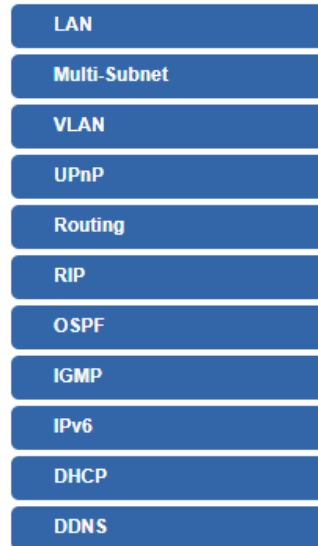 LAN
Multi-Subnet
VLAN
UPnP
Routing
RIP
OSPF
IGMP
IPv6
DHCP
DDNS